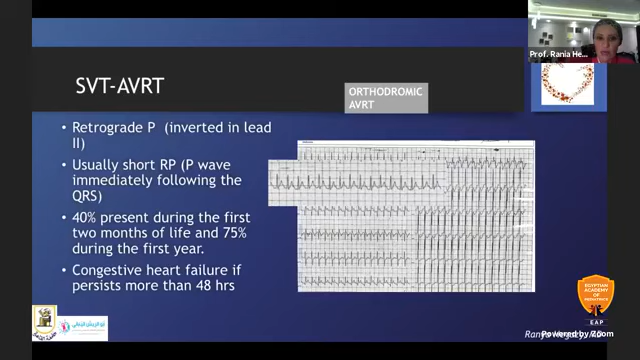 Prof. Rania He...
SVT-AVRT
ORTHODROMIC
AVRT
• Retrograde P (inverted in lead
II)
• Usually short RP (P wave
immediately following the
QRS)
• 40% present during the first
two months of life and 75%
during the first year.
• Congestive heart failure if
persists more than 48 hrs
EGYPTIAN
ACADEMY
OF
PEDIATRICS
EAP
Powered by Zoom